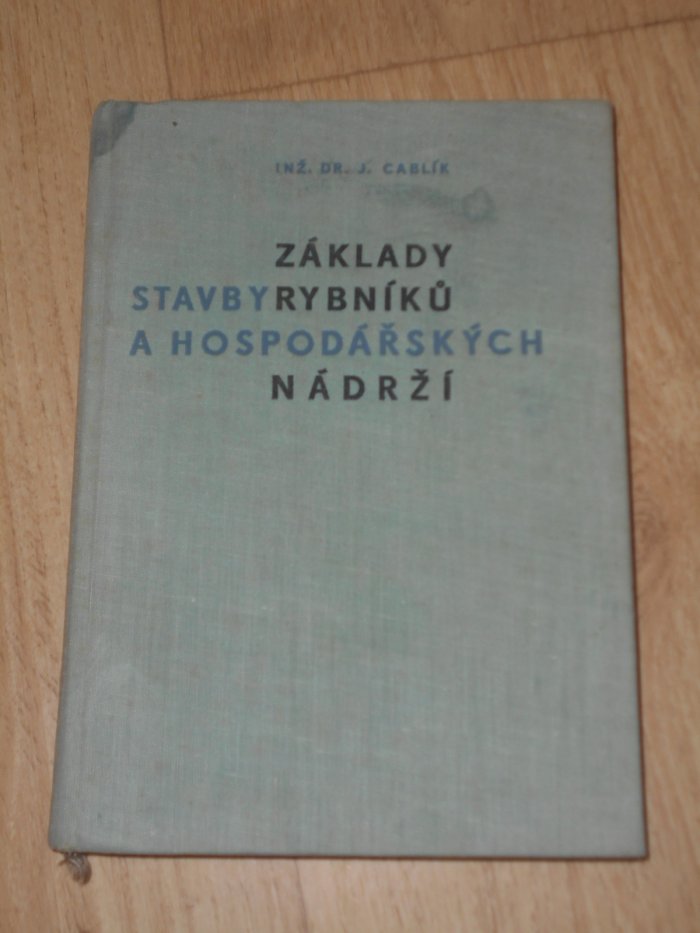 INŽ. DR. J. CABLÍK
ZÁKLADY
STAVBY RYBNÍKŮ
A HOSPODÁŘSKÝCH
NÁDRŽÍ